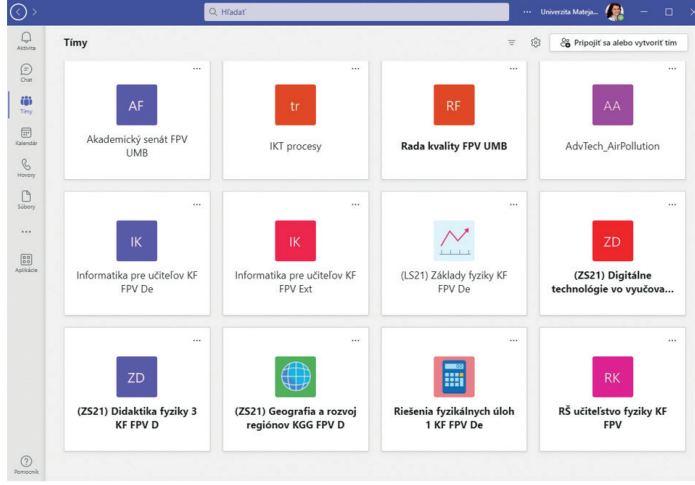 Hľadať
Univerzita Mateja...
Aktivita
Chat
Tímy
Kalendár
Hovory
Súbory
Aplikácie
Pomocník
Tímy
Pripojiť sa alebo vytvoriť tím
AF
Akademický senát FPV
UMB
tr
IKT procesy
RF
Rada kvality FPV UMB
AA
AdvTech_AirPollution
IK
Informatika pre učiteľov KF
FPV De
IK
Informatika pre učiteľov KF
FPV Ext
(LS21) Základy fyziky KF
FPV De
ZD
(ZS21) Digitálne
technológie vo vyučova...
ZD
(ZS21) Didaktika fyziky 3
KF FPV D
(ZS21) Geografia a rozvoj
regiónov KGG FPV D
Riešenia fyzikálnych úloh
1 KF FPV De
RK
RŠ učiteľstvo fyziky KF
FPV